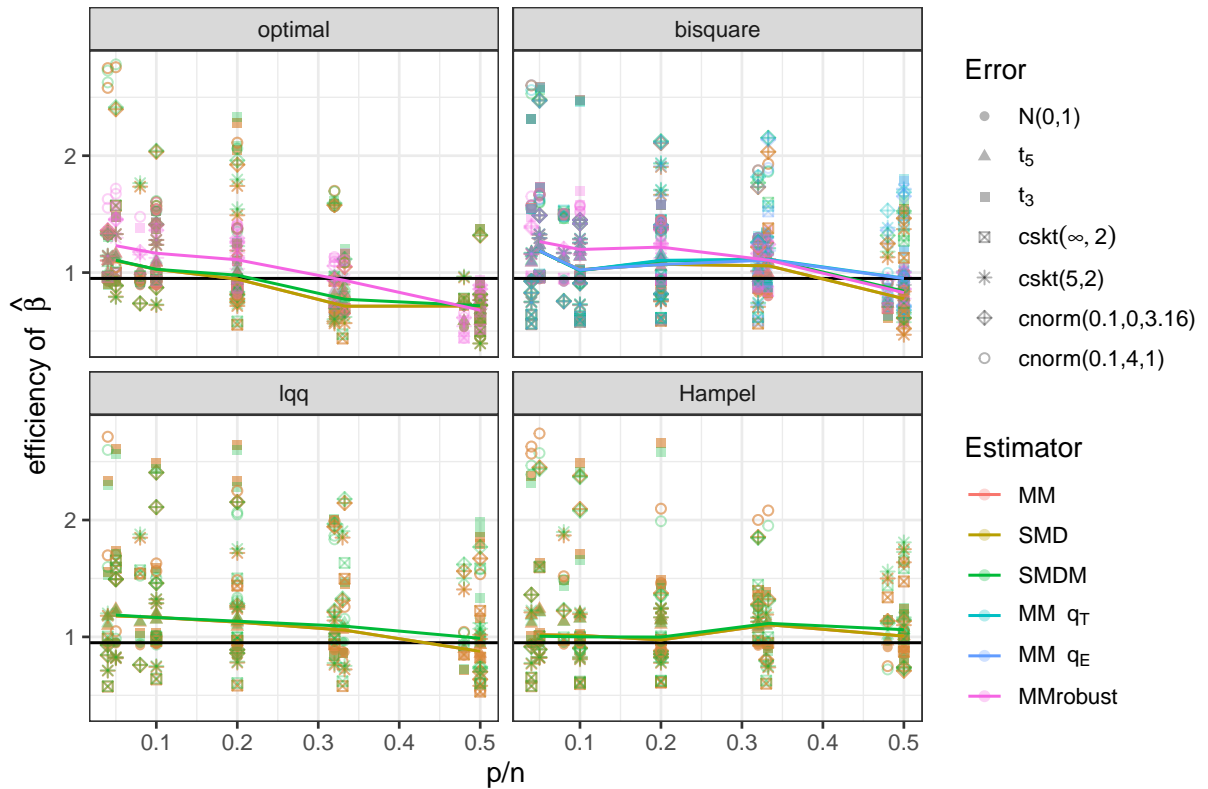 optimal
bisquare
2
1
lqq
Hampel
2
1
0.1 0.2 0.3 0.4 0.5
0.1 0.2 0.3 0.4 0.5
p/n
efficiency of β̂
Error
N(0,1)
t₅
t₃
cskt(∞, 2)
cskt(5,2)
cnorm(0.1,0,3.16)
cnorm(0.1,4,1)
Estimator
MM
SMD
SMDM
MM q_T
MM q_E
MMrobust